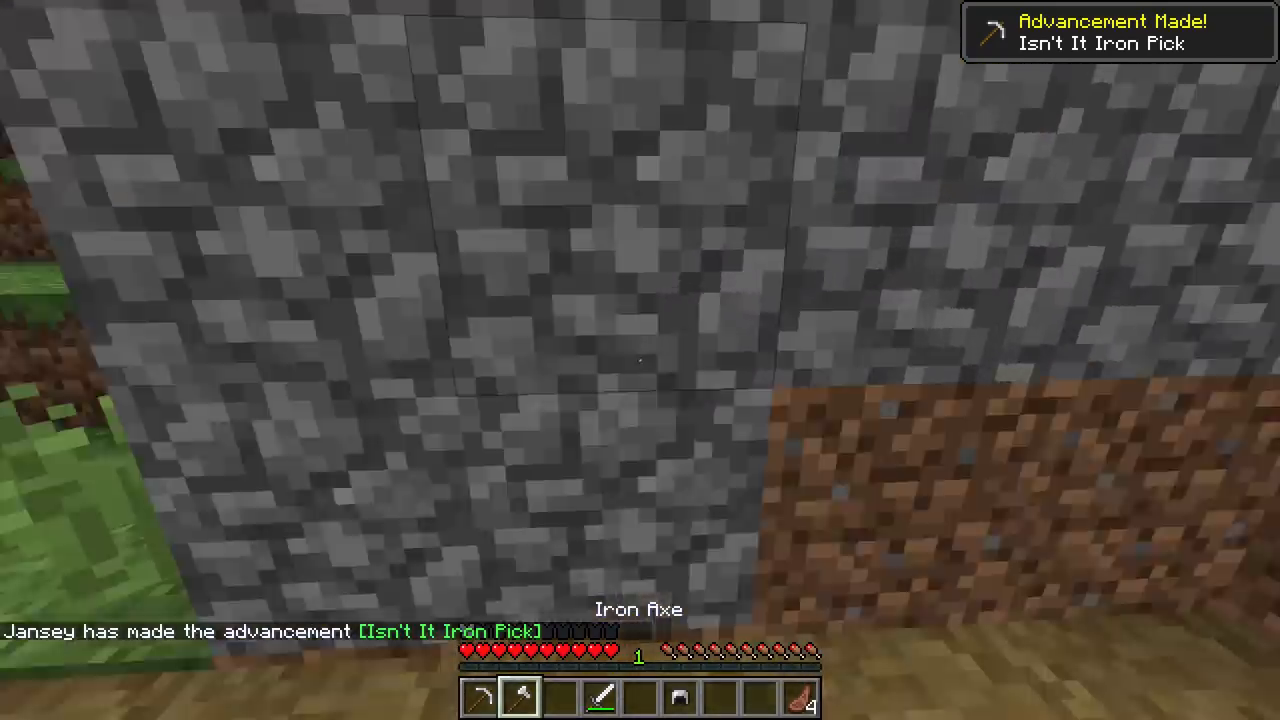 Advancement Made!
Isn't It Iron Pick
Iron Axe
Jansey has made the advancement [Isn't It Iron Pick]
1
4